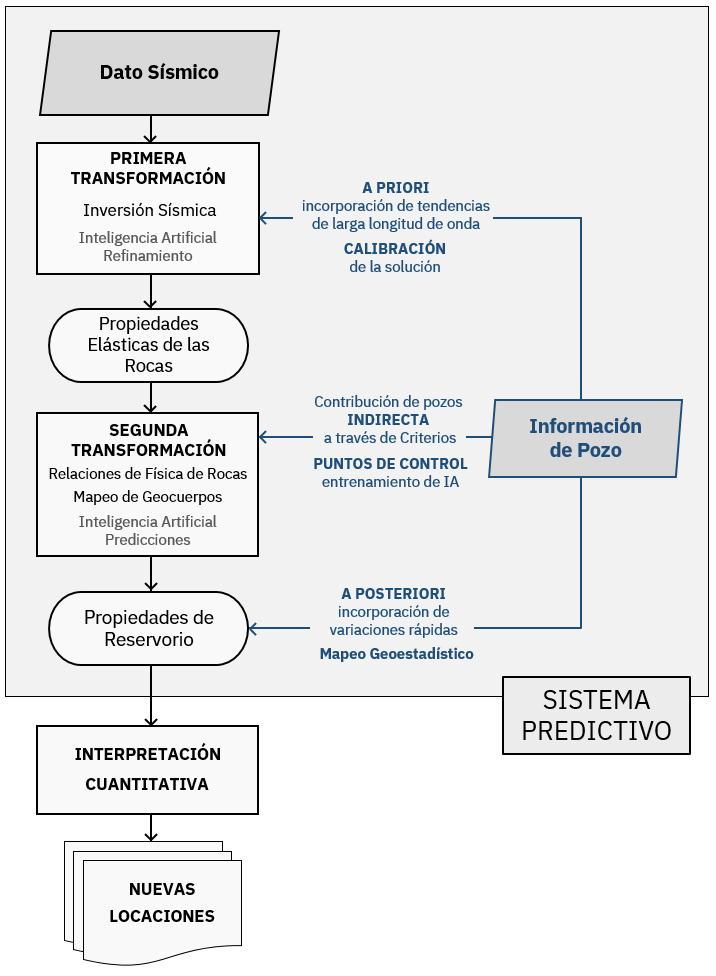 Dato Sísmico
PRIMERA
TRANSFORMACIÓN
Inversión Sísmica
Inteligencia Artificial
Refinamiento
A PRIORI
incorporación de tendencias
de larga longitud de onda
CALIBRACIÓN
de la solución
Propiedades
Elásticas de las
Rocas
SEGUNDA
TRANSFORMACIÓN
Relaciones de Física de Rocas
Mapeo de Geocuerpos
Inteligencia Artificial
Predicciones
Contribución de pozos
INDIRECTA
a través de Criterios
PUNTOS DE CONTROL
entrenamiento de IA
Información
de Pozo
Propiedades de
Reservorio
A POSTERIORI
incorporación de
variaciones rápidas
Mapeo Geoestadístico
SISTEMA
PREDICTIVO
INTERPRETACIÓN
CUANTITATIVA
NUEVAS
LOCACIONES